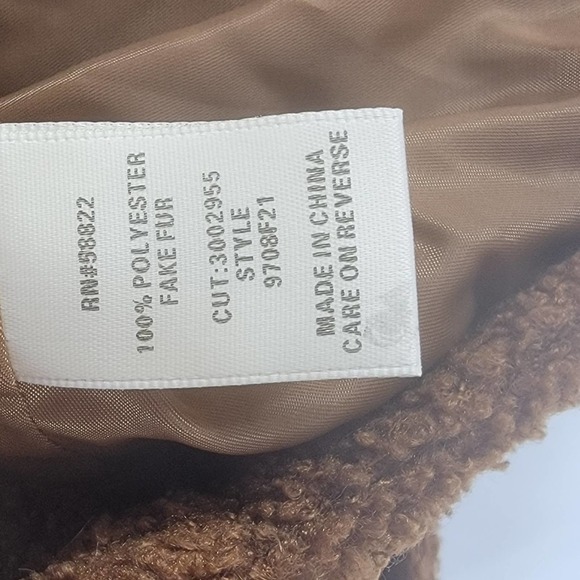 RN#58822
100% POLYESTER
FAKE FUR
CUT:3002955
STYLE
9708F21
MADE IN CHINA
CARE ON REVERSE